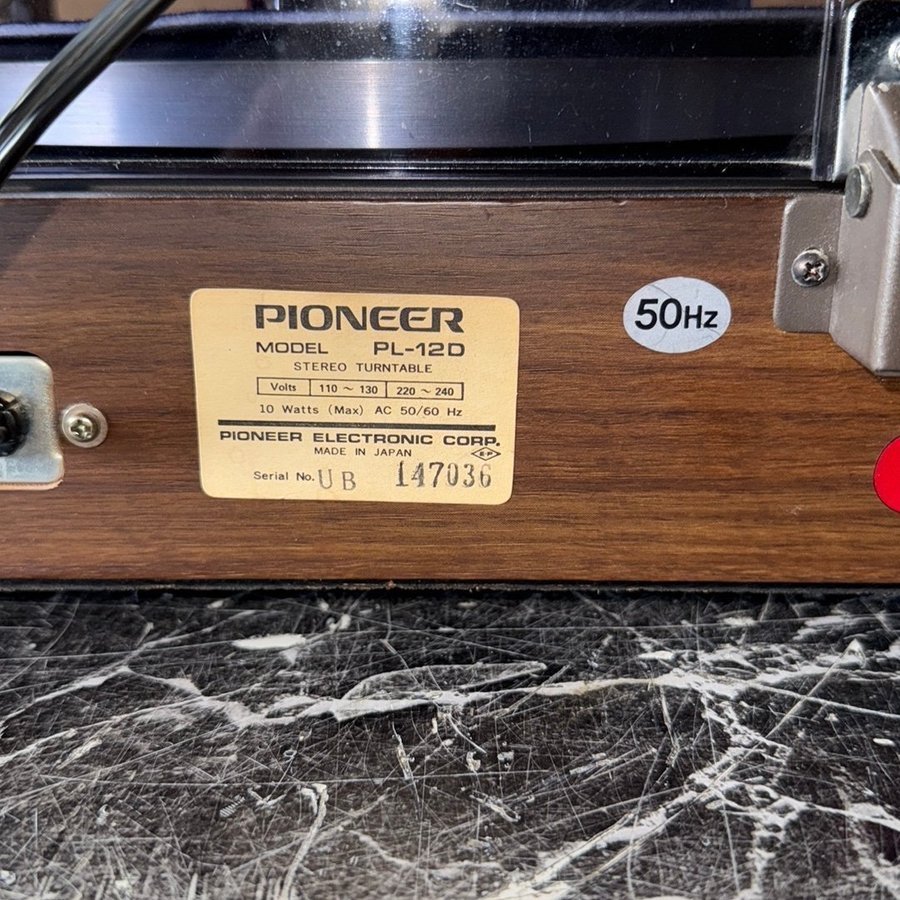 PIONEER
MODEL PL-12D
STEREO TURNTABLE
Volts 110 ~ 130 220 ~ 240
10 Watts (Max) AC 50/60 Hz
PIONEER ELECTRONIC CORP.
MADE IN JAPAN
Serial No. UB 147036
50Hz